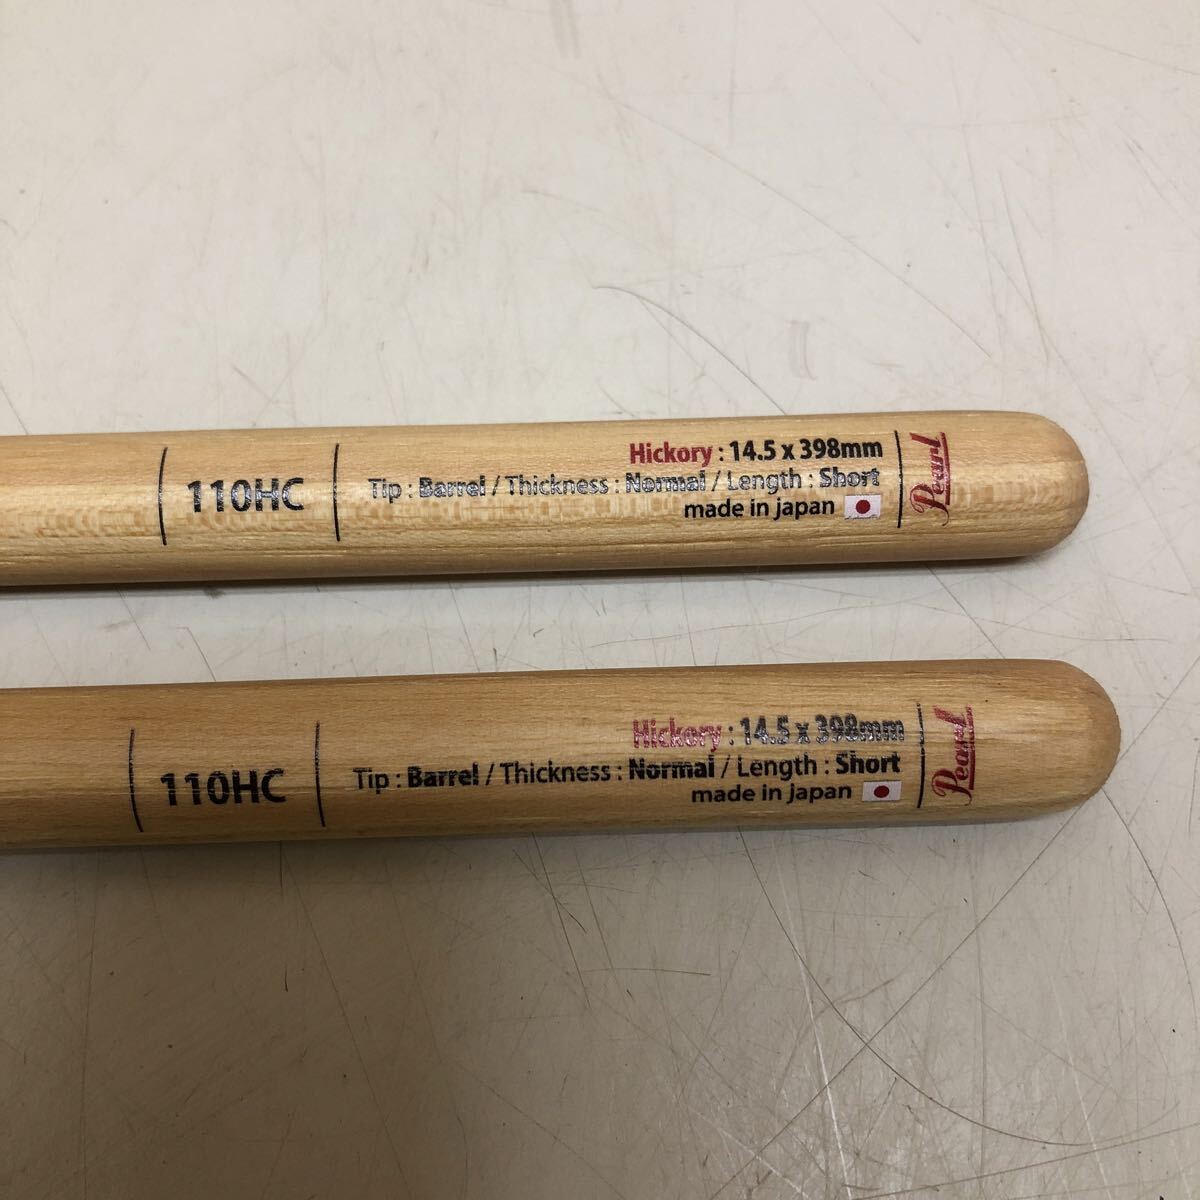 110HC
Hickory : 14.5 x 398mm
Tip : Barrel / Thickness : Normal / Length : Short
made in japan
Pearl
110HC
Hickory : 14.5 x 398mm
Tip : Barrel / Thickness : Normal / Length : Short
made in japan
Pearl